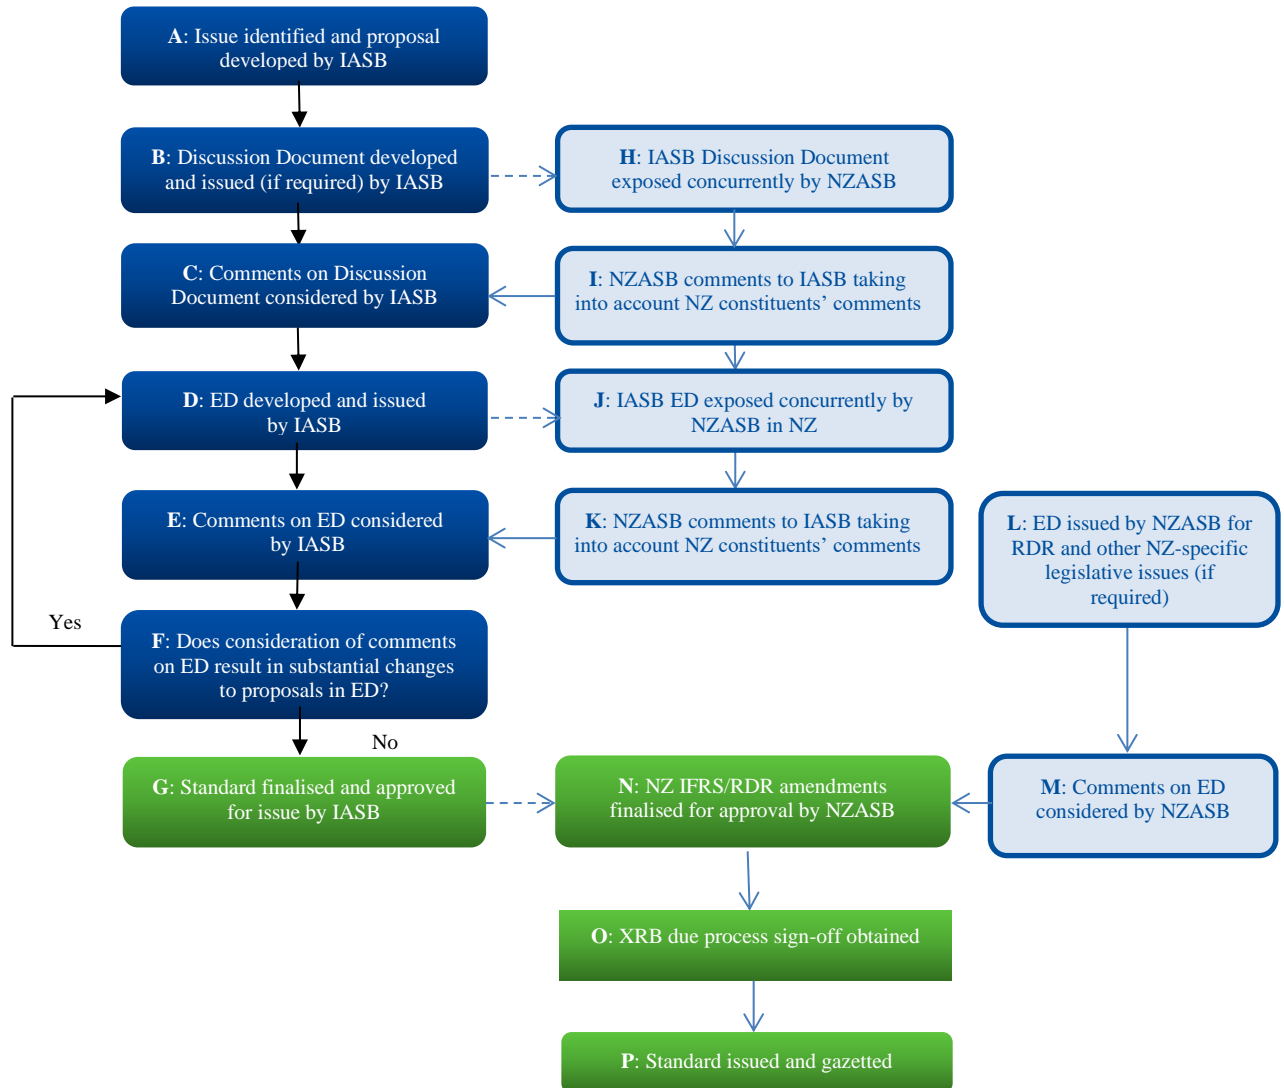 A: Issue identified and proposal
developed by IASB
B: Discussion Document developed
and issued (if required) by IASB
H: IASB Discussion Document
exposed concurrently by NZASB
C: Comments on Discussion
Document considered by IASB
I: NZASB comments to IASB taking
into account NZ constituents’ comments
D: ED developed and issued
by IASB
J: IASB ED exposed concurrently by
NZASB in NZ
E: Comments on ED considered
by IASB
K: NZASB comments to IASB taking
into account NZ constituents’ comments
L: ED issued by NZASB for
RDR and other NZ-specific
legislative issues (if
required)
Yes
F: Does consideration of comments
on ED result in substantial changes
to proposals in ED?
No
G: Standard finalised and approved
for issue by IASB
N: NZ IFRS/RDR amendments
finalised for approval by NZASB
M: Comments on ED
considered by NZASB
O: XRB due process sign-off obtained
P: Standard issued and gazetted